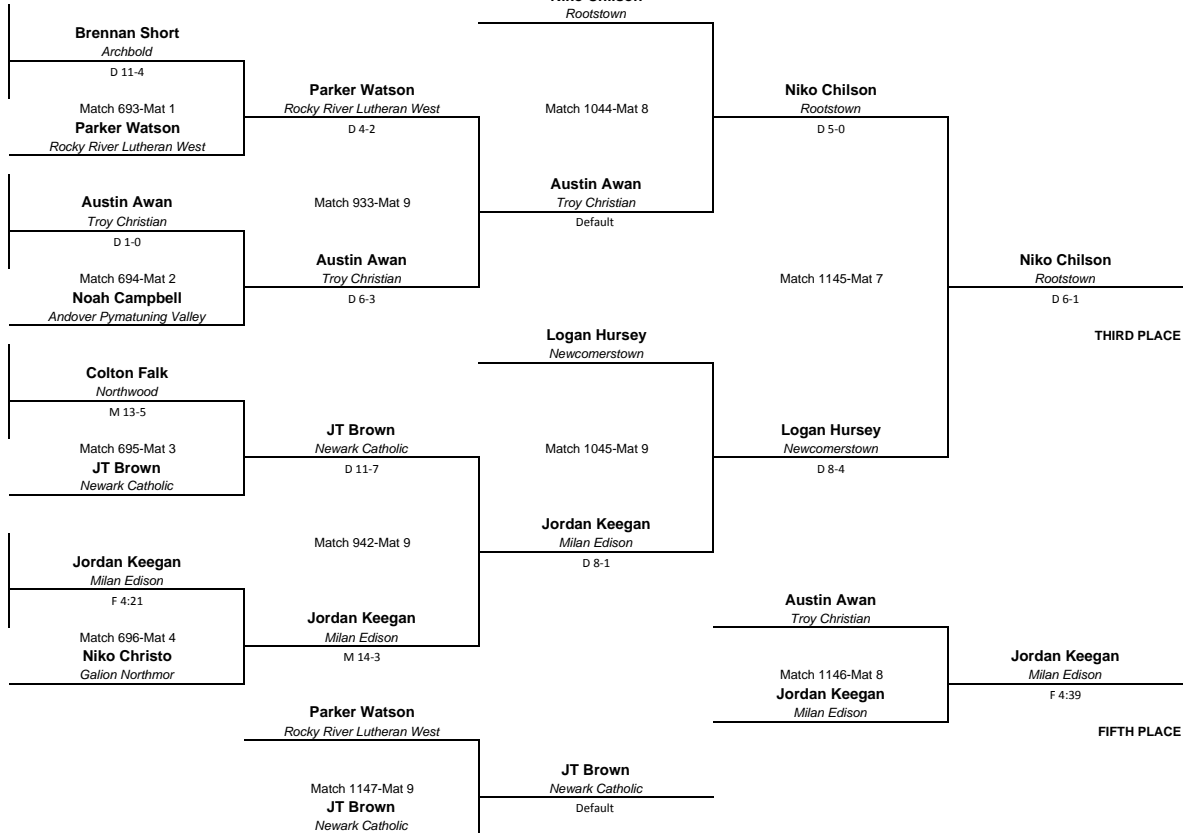 Niko Chilson
Rootstown
Brennan Short
Archbold
D 11-4
Match 693-Mat 1
Parker Watson
Rocky River Lutheran West
Parker Watson
Rocky River Lutheran West
D 4-2
Match 1044-Mat 8
Niko Chilson
Rootstown
D 5-0
Austin Awan
Troy Christian
D 1-0
Match 694-Mat 2
Noah Campbell
Andover Pymatuning Valley
Match 933-Mat 9
Austin Awan
Troy Christian
D 6-3
Austin Awan
Troy Christian
Default
Match 1145-Mat 7
Niko Chilson
Rootstown
D 6-1
THIRD PLACE
Logan Hursey
Newcomerstown
Colton Falk
Northwood
M 13-5
Match 695-Mat 3
JT Brown
Newark Catholic
JT Brown
Newark Catholic
D 11-7
Match 1045-Mat 9
Logan Hursey
Newcomerstown
D 8-4
Match 942-Mat 9
Jordan Keegan
Milan Edison
D 8-1
Jordan Keegan
Milan Edison
F 4:21
Match 696-Mat 4
Niko Christo
Galion Northmor
Jordan Keegan
Milan Edison
M 14-3
Austin Awan
Troy Christian
Match 1146-Mat 8
Jordan Keegan
Milan Edison
Jordan Keegan
Milan Edison
F 4:39
FIFTH PLACE
Parker Watson
Rocky River Lutheran West
Match 1147-Mat 9
JT Brown
Newark Catholic
JT Brown
Newark Catholic
Default